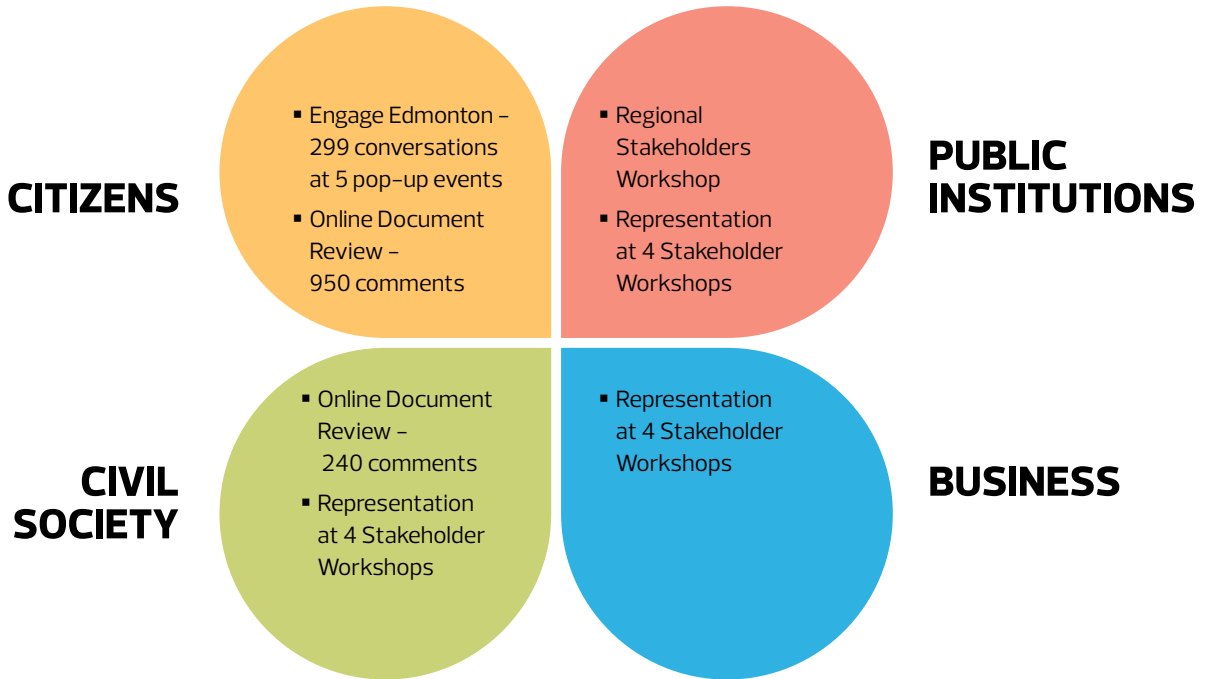 CITIZENS
▪ Engage Edmonton –
299 conversations
at 5 pop-up events
▪ Online Document
Review –
950 comments
▪ Regional
Stakeholders
Workshop
▪ Representation
at 4 Stakeholder
Workshops
PUBLIC
INSTITUTIONS
CIVIL
SOCIETY
▪ Online Document
Review –
240 comments
▪ Representation
at 4 Stakeholder
Workshops
▪ Representation
at 4 Stakeholder
Workshops
BUSINESS